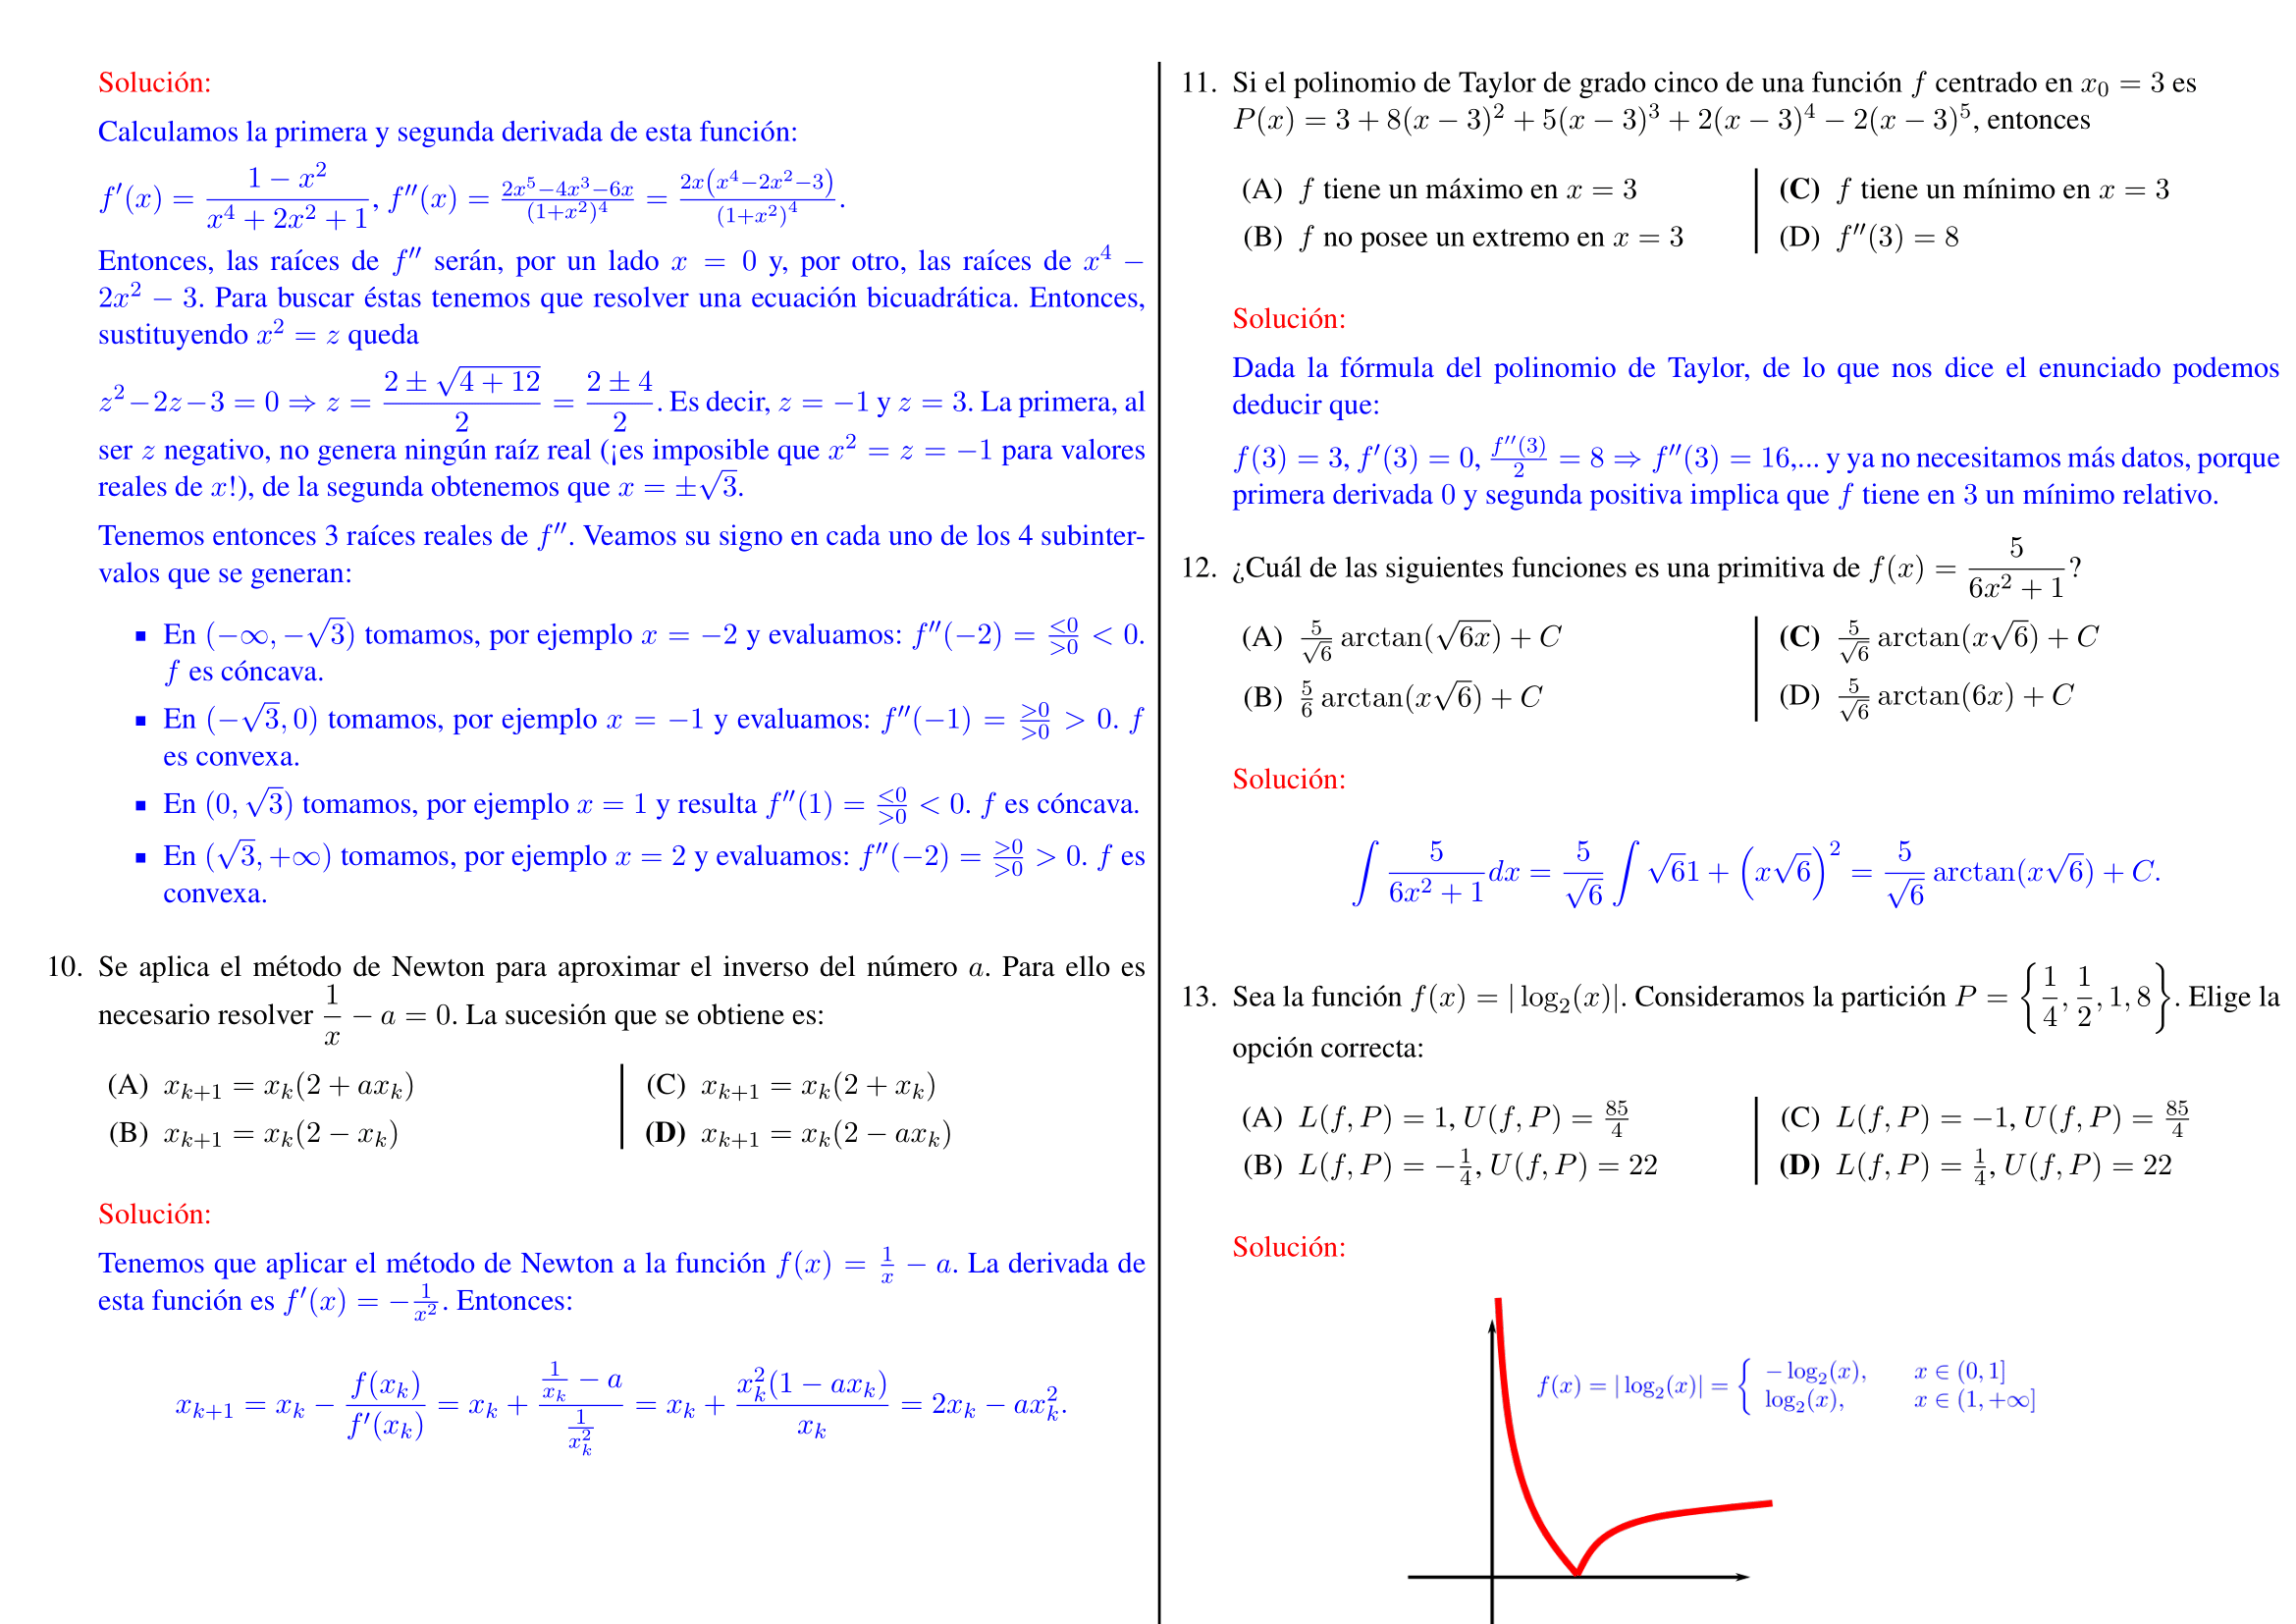 Solución:
Calculamos la primera y segunda derivada de esta función:
$f'(x) = \dfrac{1-x^2}{x^4+2x^2+1}$, $f''(x) = \frac{2x^5-4x^3-6x}{(1+x^2)^4} = \frac{2x(x^4-2x^2-3)}{(1+x^2)^4}$.
Entonces, las raíces de $f''$ serán, por un lado $x = 0$ y, por otro, las raíces de $x^4 -$
$2x^2 - 3$. Para buscar éstas tenemos que resolver una ecuación bicuadrática. Entonces,
sustituyendo $x^2 = z$ queda
$z^2-2z-3 = 0 \Rightarrow z = \dfrac{2 \pm \sqrt{4+12}}{2} = \dfrac{2 \pm 4}{2}$. Es decir, $z = -1$ y $z = 3$. La primera, al
ser $z$ negativo, no genera ningún raíz real (¡es imposible que $x^2 = z = -1$ para valores
reales de $x$!), de la segunda obtenemos que $x = \pm\sqrt{3}$.
Tenemos entonces 3 raíces reales de $f''$. Veamos su signo en cada uno de los 4 subinter-
valos que se generan:
■ En $(-\infty, -\sqrt{3})$ tomamos, por ejemplo $x = -2$ y evaluamos: $f''(-2) = \frac{<0}{>0} < 0$.
$f$ es cóncava.
■ En $(-\sqrt{3}, 0)$ tomamos, por ejemplo $x = -1$ y evaluamos: $f''(-1) = \frac{>0}{>0} > 0$. $f$
es convexa.
■ En $(0, \sqrt{3})$ tomamos, por ejemplo $x = 1$ y resulta $f''(1) = \frac{<0}{>0} < 0$. $f$ es cóncava.
■ En $(\sqrt{3}, +\infty)$ tomamos, por ejemplo $x = 2$ y evaluamos: $f''(-2) = \frac{>0}{>0} > 0$. $f$ es
convexa.
10. Se aplica el método de Newton para aproximar el inverso del número $a$. Para ello es
necesario resolver $\dfrac{1}{x} - a = 0$. La sucesión que se obtiene es:
(A) $x_{k+1} = x_k(2 + ax_k)$
(B) $x_{k+1} = x_k(2 - x_k)$
(C) $x_{k+1} = x_k(2 + x_k)$
(D) $x_{k+1} = x_k(2 - ax_k)$
Solución:
Tenemos que aplicar el método de Newton a la función $f(x) = \frac{1}{x} - a$. La derivada de
esta función es $f'(x) = -\frac{1}{x^2}$. Entonces:
$x_{k+1} = x_k - \dfrac{f(x_k)}{f'(x_k)} = x_k + \dfrac{\frac{1}{x_k} - a}{\frac{1}{x_k^2}} = x_k + \dfrac{x_k^2(1 - ax_k)}{x_k} = 2x_k - ax_k^2.$
11. Si el polinomio de Taylor de grado cinco de una función $f$ centrado en $x_0 = 3$ es
$P(x) = 3 + 8(x-3)^2 + 5(x-3)^3 + 2(x-3)^4 - 2(x-3)^5$, entonces
(A) $f$ tiene un máximo en $x = 3$
(B) $f$ no posee un extremo en $x = 3$
(C) $f$ tiene un mínimo en $x = 3$
(D) $f''(3) = 8$
Solución:
Dada la fórmula del polinomio de Taylor, de lo que nos dice el enunciado podemos
deducir que:
$f(3) = 3$, $f'(3) = 0$, $\frac{f''(3)}{2} = 8 \Rightarrow f''(3) = 16$,... y ya no necesitamos más datos, porque
primera derivada 0 y segunda positiva implica que $f$ tiene en 3 un mínimo relativo.
12. ¿Cuál de las siguientes funciones es una primitiva de $f(x) = \dfrac{5}{6x^2+1}$?
(A) $\frac{5}{\sqrt{6}} \arctan(\sqrt{6x}) + C$
(B) $\frac{5}{6} \arctan(x\sqrt{6}) + C$
(C) $\frac{5}{\sqrt{6}} \arctan(x\sqrt{6}) + C$
(D) $\frac{5}{\sqrt{6}} \arctan(6x) + C$
Solución:
$\displaystyle\int \dfrac{5}{6x^2+1} dx = \dfrac{5}{\sqrt{6}} \int \sqrt{6}1 + \left(x\sqrt{6}\right)^2 = \dfrac{5}{\sqrt{6}} \arctan(x\sqrt{6}) + C.$
13. Sea la función $f(x) = |\log_2(x)|$. Consideramos la partición $P = \left\{\dfrac{1}{4}, \dfrac{1}{2}, 1, 8\right\}$. Elige la
opción correcta:
(A) $L(f, P) = 1$, $U(f, P) = \frac{85}{4}$
(B) $L(f, P) = -\frac{1}{4}$, $U(f, P) = 22$
(C) $L(f, P) = -1$, $U(f, P) = \frac{85}{4}$
(D) $L(f, P) = \frac{1}{4}$, $U(f, P) = 22$
Solución:
$f(x) = |\log_2(x)| = \left\{\begin{array}{ll} -\log_2(x), & x \in (0, 1] \\ \log_2(x), & x \in (1, +\infty] \end{array}\right.$